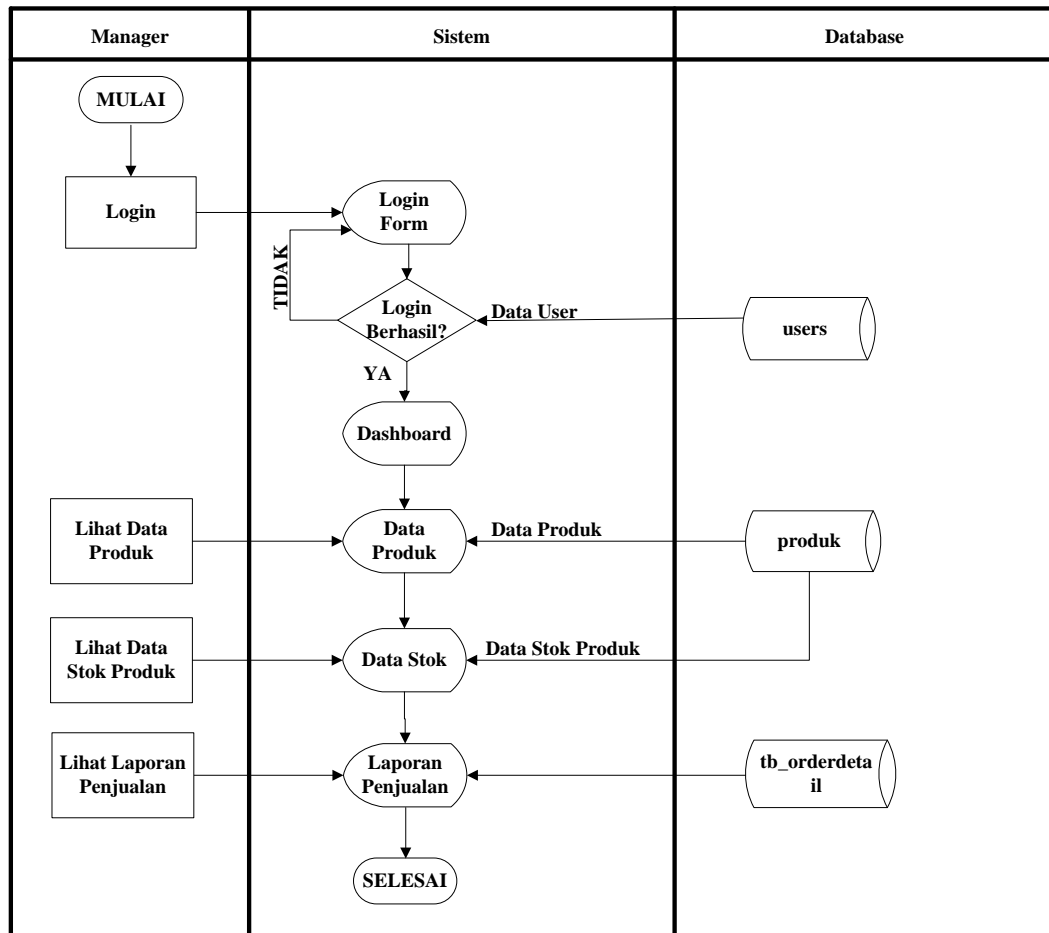 Manager
Sistem
Database
MULAI
Login
Login
Form
TIDAK
Login
Berhasil?
Data User
users
YA
Dashboard
Lihat Data
Produk
Data
Produk
Data Produk
produk
Lihat Data
Stok Produk
Data Stok
Data Stok Produk
Lihat Laporan
Penjualan
Laporan
Penjualan
tb_orderdeta
il
SELESAI